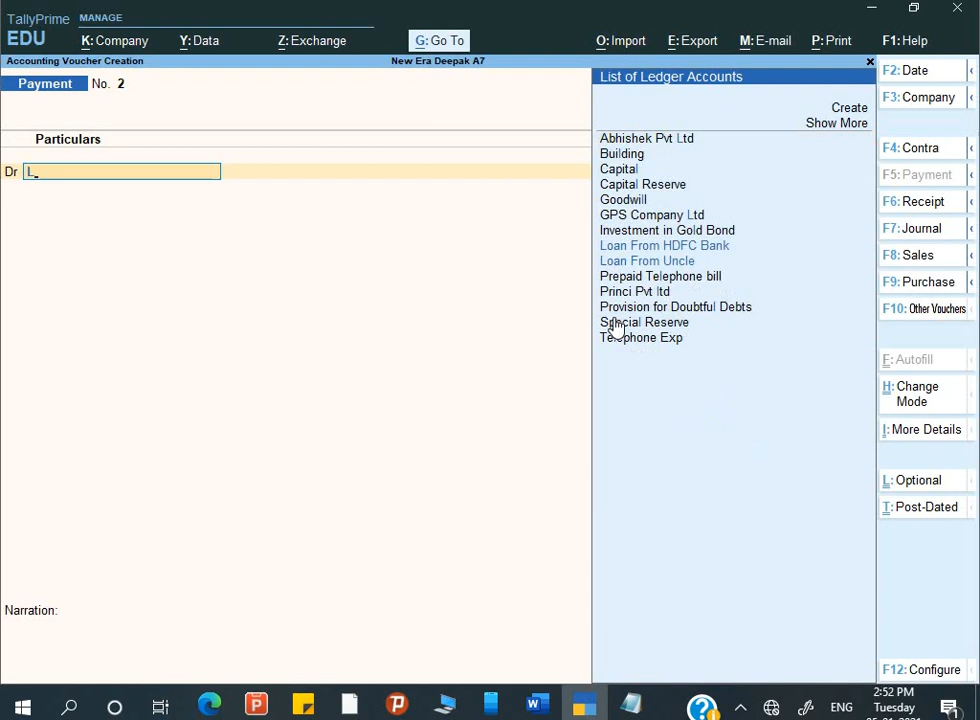 TallyPrime MANAGE
EDU
K: Company Y: Data Z: Exchange G: Go To O: Import E: Export M: E-mail P: Print F1: Help
Accounting Voucher Creation New Era Deepak A7
Payment No. 2
Particulars
Dr L
Narration:
List of Ledger Accounts
Create
Show More
Abhishek Pvt Ltd
Building
Capital
Capital Reserve
Goodwill
GPS Company Ltd
Investment in Gold Bond
Loan From HDFC Bank
Loan From Uncle
Prepaid Telephone bill
Princi Pvt ltd
Provision for Doubtful Debts
Special Reserve
Telephone Exp
F2: Date
F3: Company
F4: Contra
F5: Payment
F6: Receipt
F7: Journal
F8: Sales
F9: Purchase
F10: Other Vouchers
F: Autofill
H: Change
Mode
I: More Details
L: Optional
T: Post-Dated
F12: Configure
ENG
2:52 PM
Tuesday